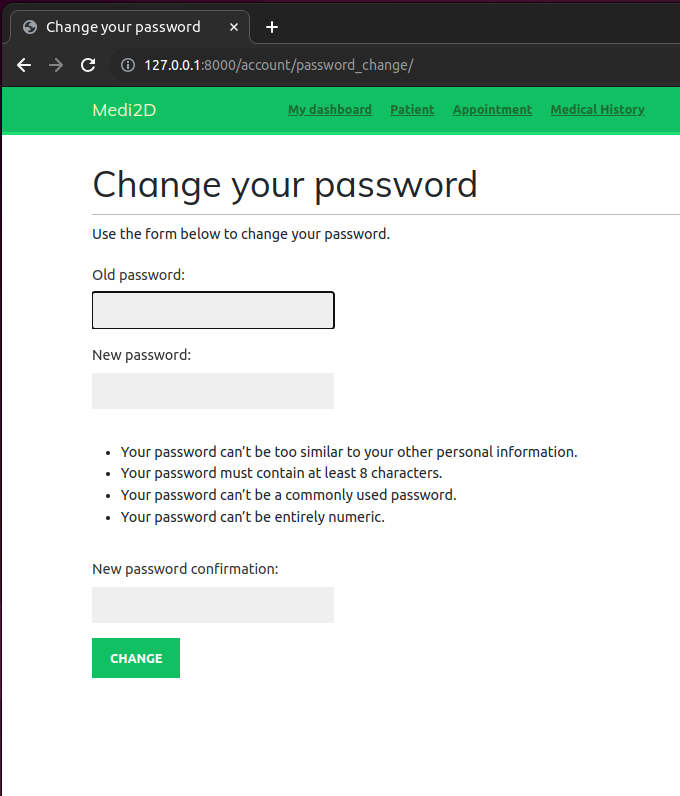 Change your password
127.0.0.1:8000/account/password_change/
Medi2D My dashboard Patient Appointment Medical History
Change your password
Use the form below to change your password.
Old password:
New password:
• Your password can’t be too similar to your other personal information.
• Your password must contain at least 8 characters.
• Your password can’t be a commonly used password.
• Your password can’t be entirely numeric.
New password confirmation:
CHANGE